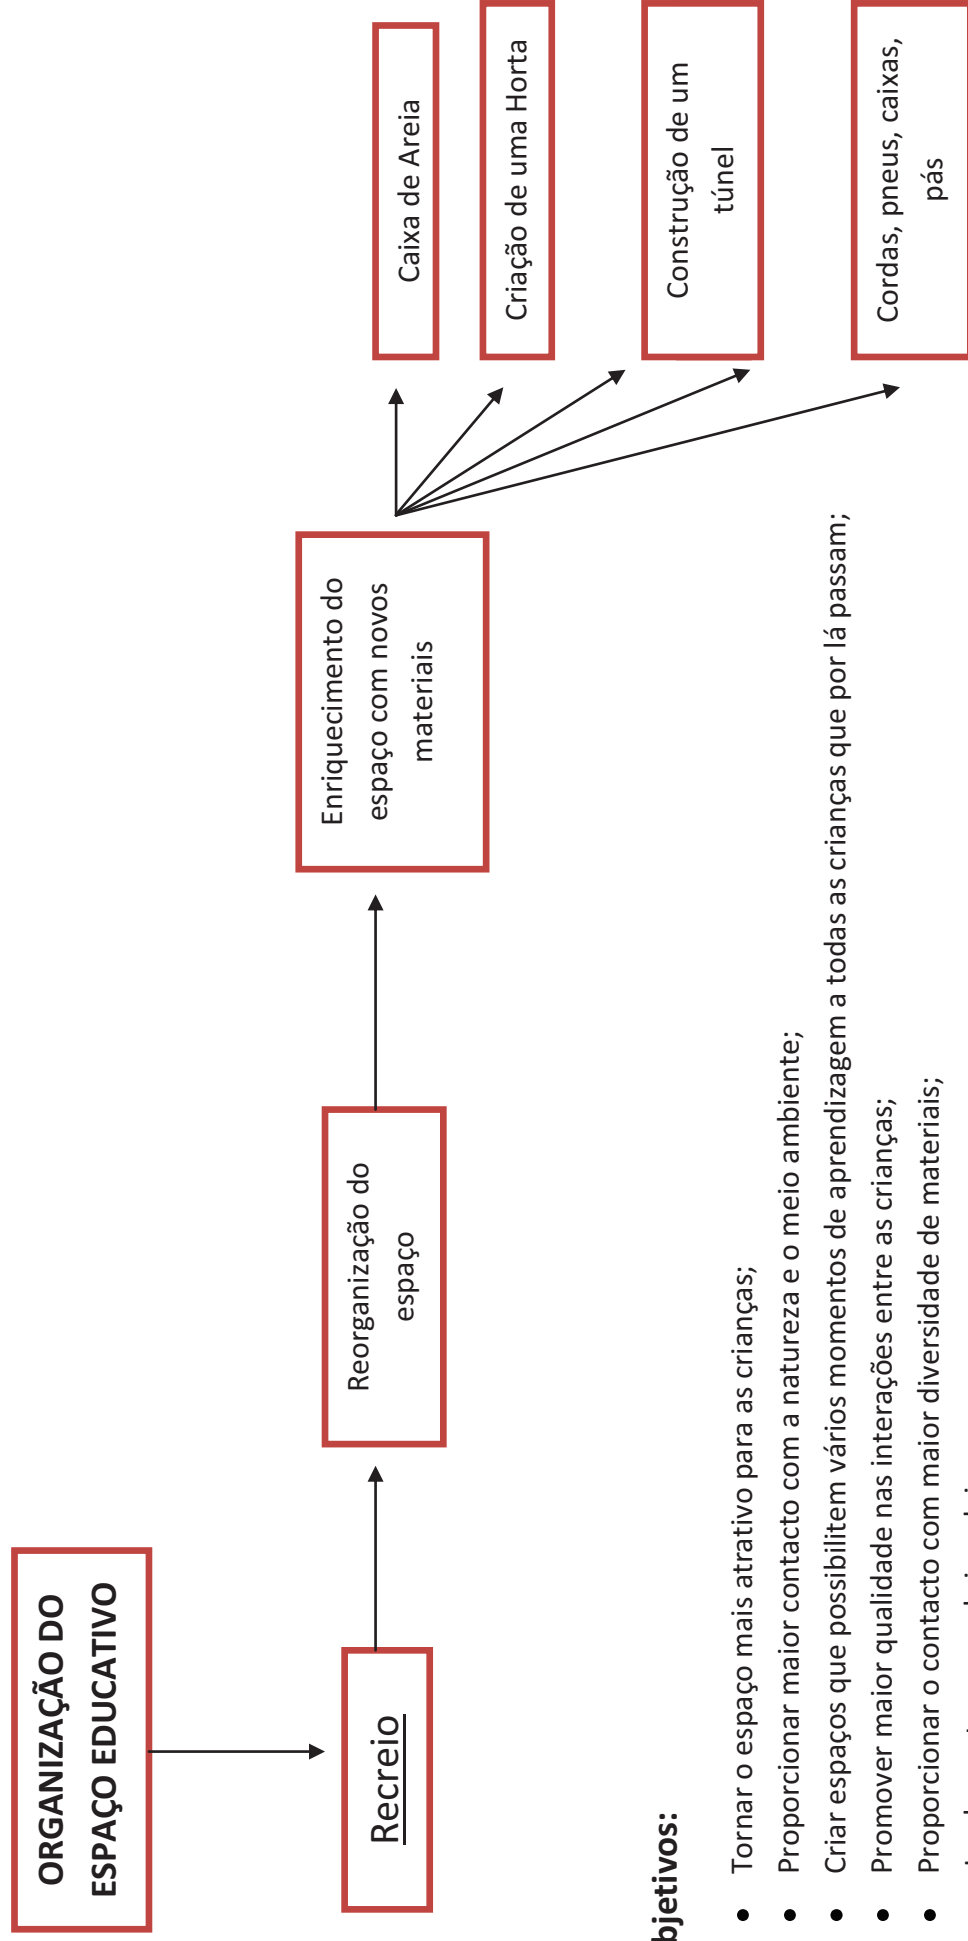 ORGANIZAÇÃO DO
ESPAÇO EDUCATIVO
Recreio
Reorganização do
espaço
Enriquecimento do
espaço com novos
materiais
Caixa de Areia
Criação de uma Horta
Construção de um
túnel
Cordas, pneus, caixas,
pás
bjetivos:
• Tornar o espaço mais atrativo para as crianças;
• Proporcionar maior contacto com a natureza e o meio ambiente;
• Criar espaços que possibilitem vários momentos de aprendizagem a todas as crianças que por lá passam;
• Promover maior qualidade nas interações entre as crianças;
• Proporcionar o contacto com maior diversidade de materiais;